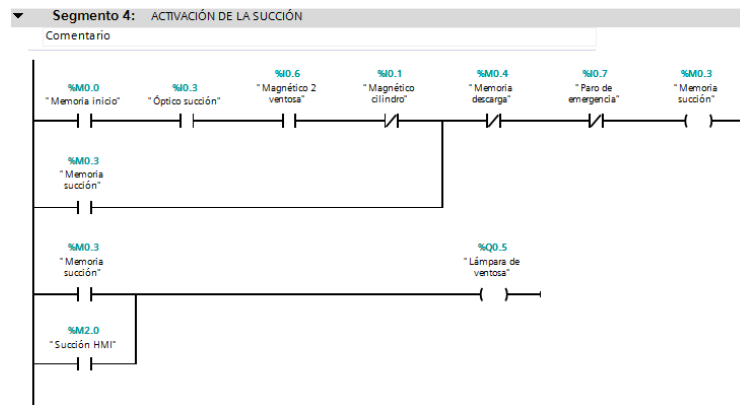 Segmento 4: ACTIVACIÓN DE LA SUCCIÓN
Comentario
%M0.0
"Memoria inicio"
%I0.3
"Óptico succión"
%I0.6
"Magnético 2
ventosa"
%I0.1
"Magnético
cilindro"
%M0.4
"Memoria
descarga"
%I0.7
"Paro de
emergencia"
%M0.3
"Memoria
succión"
%M0.3
"Memoria
succión"
%M0.3
"Memoria
succión"
%Q0.5
"Lámpara de
ventosa"
%M2.0
"Succión HMI"